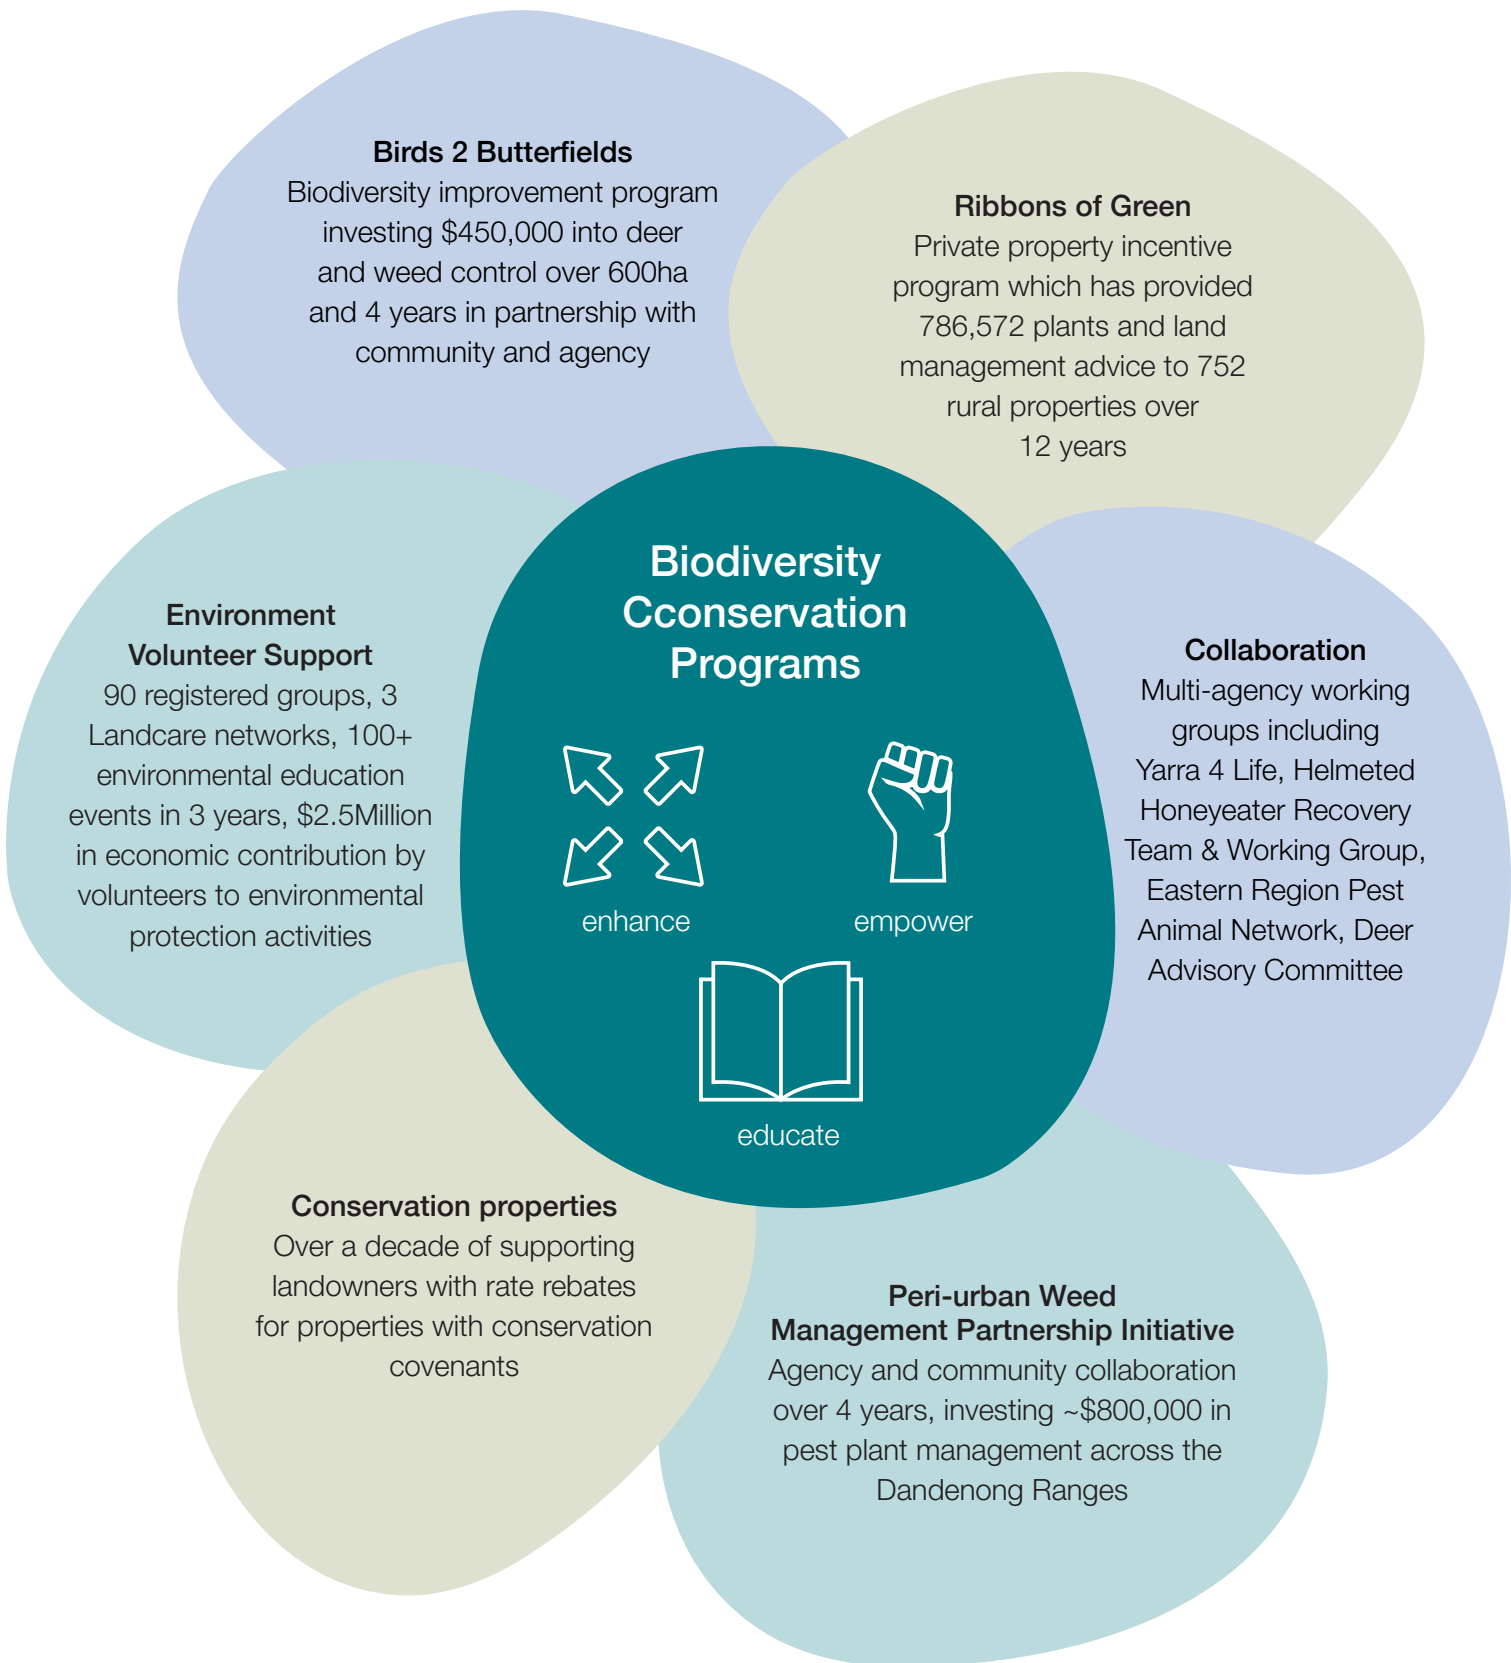 Birds 2 Butterfields
Biodiversity improvement program
investing $450,000 into deer
and weed control over 600ha
and 4 years in partnership with
community and agency
Ribbons of Green
Private property incentive
program which has provided
786,572 plants and land
management advice to 752
rural properties over
12 years
Biodiversity
Cconservation
Programs
enhance
empower
educate
Environment
Volunteer Support
90 registered groups, 3
Landcare networks, 100+
environmental education
events in 3 years, $2.5Million
in economic contribution by
volunteers to environmental
protection activities
Collaboration
Multi-agency working
groups including
Yarra 4 Life, Helmeted
Honeyeater Recovery
Team & Working Group,
Eastern Region Pest
Animal Network, Deer
Advisory Committee
Conservation properties
Over a decade of supporting
landowners with rate rebates
for properties with conservation
covenants
Peri-urban Weed
Management Partnership Initiative
Agency and community collaboration
over 4 years, investing ~$800,000 in
pest plant management across the
Dandenong Ranges